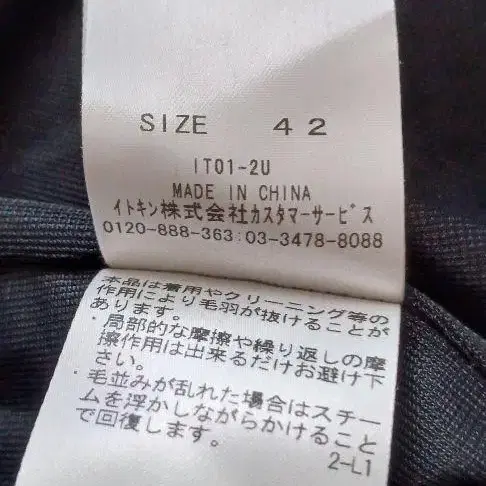 SIZE 42
IT01-2U
MADE IN CHINA
イトキン株式会社カスタマーサービス
0120-888-363:03-3478-8088
本品は着用やクリーニング等の
作用により毛羽が抜けることが
あります。
・局部的な摩擦や繰り返しの摩
擦作用は出来るだけお避け下
さい。
・毛並みが乱れた場合はスチー
ムを浮かしながらかけること
で回復します。
2-L1